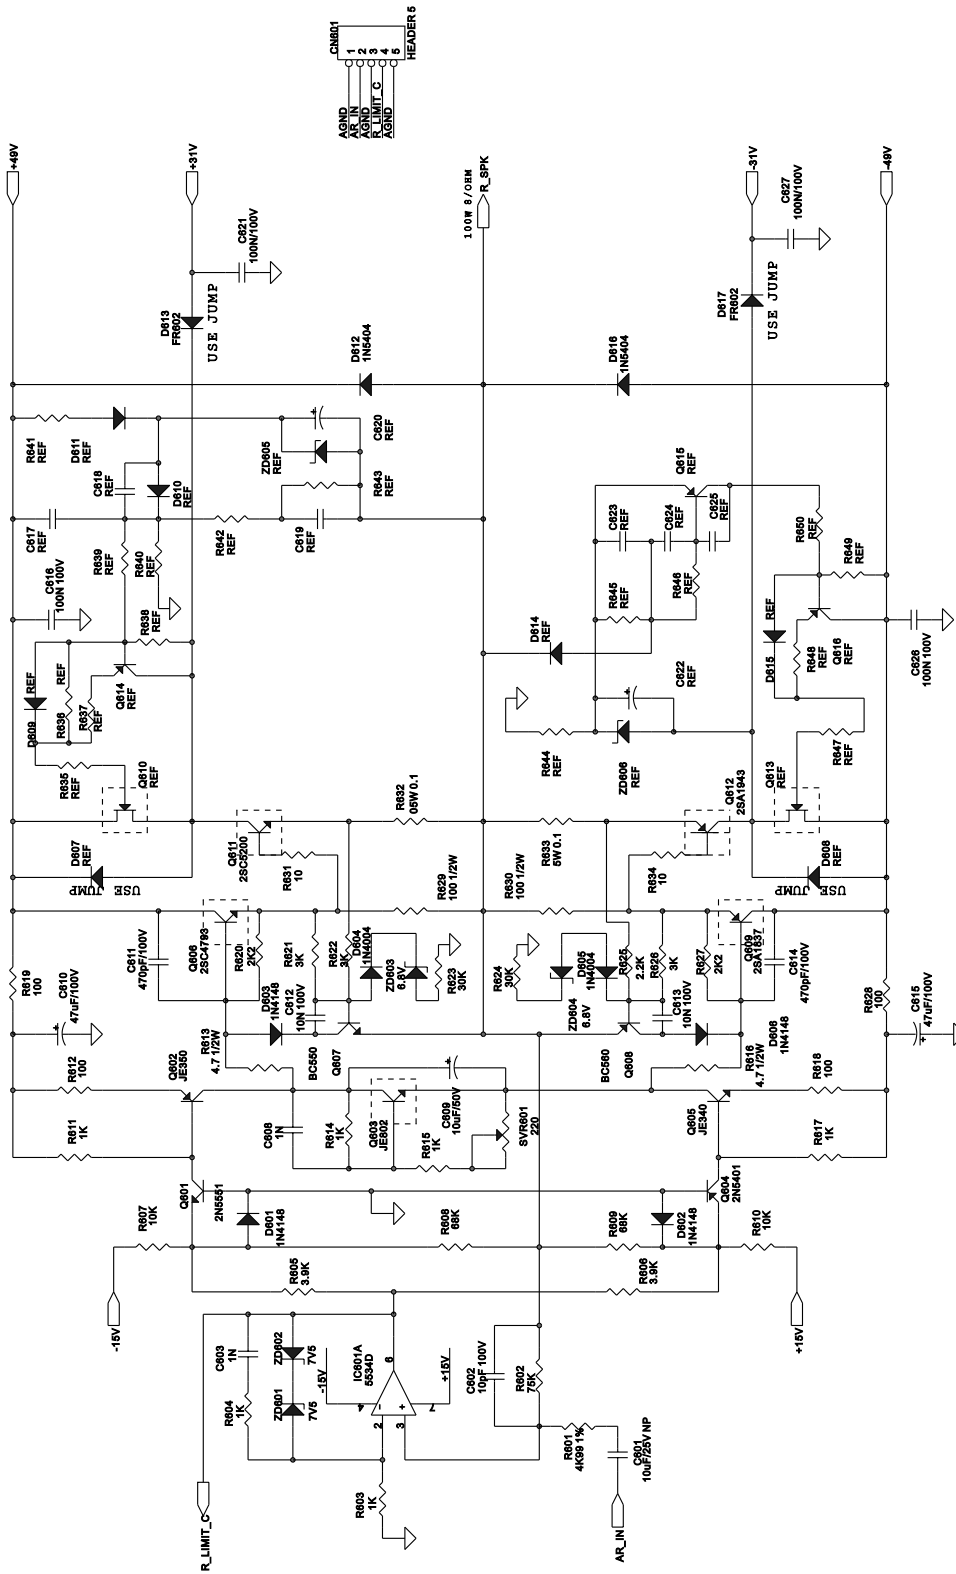 CN601
1
2
3
4
5
HEADER 5
AGND
AR_IN
AGND
R_LIMIT_C
AGND
+49V
+31V
100W 8/OHM
R_SPK
-31V
-49V
C621
100N/100V
C627
100N/100V
D613
FR602
USE JUMP
D617
FR602
USE JUMP
D612
1N5404
D616
1N5404
R641
REF
D611
REF
C618
REF
D610
REF
ZD605
REF
C620
REF
R643
REF
C617
REF
R639
REF
R640
REF
R642
REF
C619
REF
C616
100N 100V
R638
REF
Q615
REF
C623
REF
C624
REF
C625
REF
R650
REF
R645
REF
R646
REF
R649
REF
D614
REF
REF
D609
REF
R636
R637
REF
Q614
REF
C622
REF
D615
REF
R648
REF
Q616
REF
C626
100N 100V
R635
REF
Q610
REF
R644
REF
ZD606
REF
R647
REF
Q613
REF
R632
05W 0.1
R633
5W 0.1
Q612
2SA1943
D607
REF
USE JUMP
Q611
2SC5200
R631
10
R629
100 1/2W
R630
100 1/2W
R634
10
D608
REF
USE JUMP
R619
100
C610
47uF/100V
C611
470pF/100V
Q606
2SC4793
R620
2K2
R621
3K
R622
3K
D604
1N4004
ZD603
6.8V
R623
30K
R624
30K
D605
1N4004
ZD604
6.8V
R625
2.2K
R626
3K
R627
2K2
Q609
2SA1837
C614
470pF/100V
R628
100
C615
47uF/100V
D603
1N4148
C612
10N 100V
C613
10N 100V
D606
1N4148
R612
100
Q602
JE350
R613
4.7 1/2W
BC550
Q607
BC560
Q608
R616
4.7 1/2W
R618
100
R611
1K
C608
1N
R614
1K
Q603
JE802
C609
10uF/50V
R615
1K
SVR601
220
Q605
JE340
R617
1K
Q601
2N5551
Q604
2N5401
R607
10K
D601
1N4148
R608
68K
R609
68K
D602
1N4148
R610
10K
R605
3.9K
R606
3.9K
-15V
+15V
C603
1N
ZD602
7V5
R604
1K
ZD601
7V5
-15V
IC601A
5534D
+15V
6
4
-
+
7
2
3
C602
10pF 100V
R602
75K
R601
4K99 1%
C601
10uF/25V NP
R603
1K
R_LIMIT_C
AR_IN